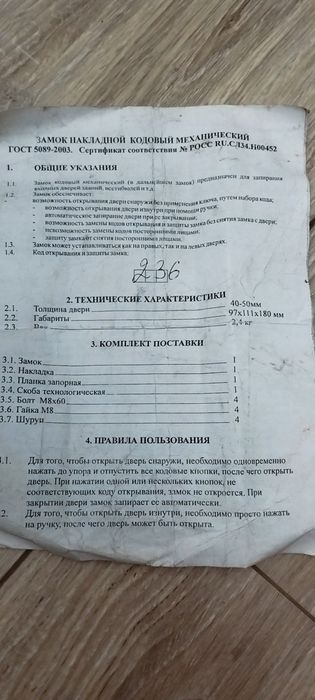 ЗАМОК НАКЛАДНОЙ КОДОВЫЙ МЕХАНИЧЕСКИЙ
ГОСТ 5089-2003. Сертификат соответствия № РОСС RU.СЛ34.Н00452
1. ОБЩИЕ УКАЗАНИЯ
1.1. Замок кодовый механический (в дальнейшем замок) предназначен для запирания
входных дверей зданий, вестибюлей и т.д.
1.2. Замок обеспечивает:
возможность открывания двери снаружи без применения ключа, путем набора кода;
- возможность открывания двери изнутри при помощи ручки;
- автоматическое запирание двери при ее закрывании;
- возможность замены кодов открывания и защиты замка без снятия замка с двери;
- невозможность замены кодов посторонними лицами;
- защиту замка от снятия посторонними лицами.
1.3. Замок может устанавливаться как на правых, так и на левых дверях.
1.4. Код открывания и защиты замка:
236
2. ТЕХНИЧЕСКИЕ ХАРАКТЕРИСТИКИ
2.1. Толщина двери 40-50мм
2.2. Габариты 97x111x180 мм
2.3. Вес 2,4 кг
3. КОМПЛЕКТ ПОСТАВКИ
3.1. Замок 1
3.2. Накладка 1
3.3. Планка запорная 1
3.4. Скоба технологическая 1
3.5. Болт М8х60 4
3.6. Гайка М8 4
3.7. Шуруп 4
4. ПРАВИЛА ПОЛЬЗОВАНИЯ
4.1. Для того, чтобы открыть дверь снаружи, необходимо одновременно
нажать до упора и отпустить все кодовые кнопки, после чего открыть
дверь. При нажатии одной или нескольких кнопок, не
соответствующих коду открывания, замок не откроется. При
закрытии двери замок запирает ее автоматически.
2. Для того, чтобы открыть дверь изнутри, необходимо просто нажать
на ручку, после чего дверь может быть открыта.